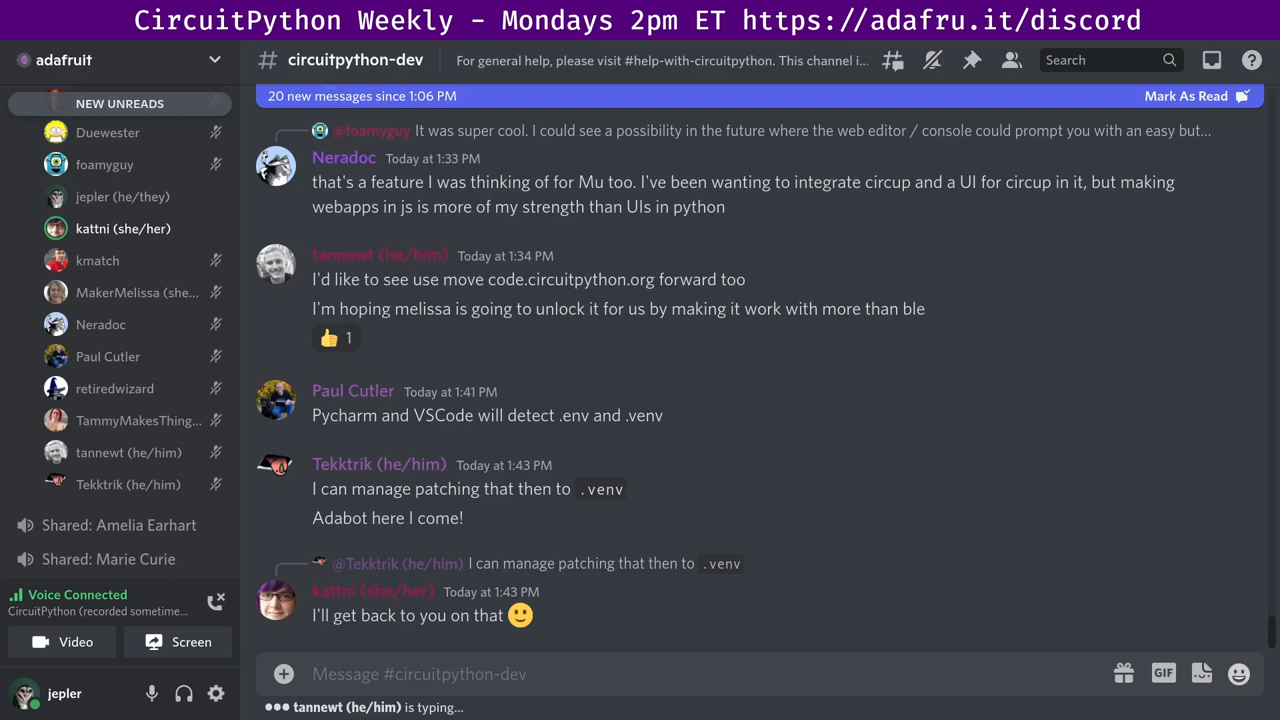 CircuitPython Weekly - Mondays 2pm ET https://adafru.it/discord
adafruit
NEW UNREADS
Duewester
foamyguy
jepler (he/they)
kattni (she/her)
kmatch
MakerMelissa (she...
Neradoc
Paul Cutler
retiredwizard
TammyMakesThing...
tannewt (he/him)
Tekktrik (he/him)
Shared: Amelia Earhart
Shared: Marie Curie
Voice Connected
CircuitPython (recorded sometime...
Video
Screen
jepler
# circuitpython-dev
For general help, please visit #help-with-circuitpython. This channel i...
Search
20 new messages since 1:06 PM
Mark As Read
@foamyguy It was super cool. I could see a possibility in the future where the web editor / console could prompt you with an easy but...
Neradoc Today at 1:33 PM
that's a feature I was thinking of for Mu too. I've been wanting to integrate circup and a UI for circup in it, but making
webapps in js is more of my strength than UIs in python
tannewt (he/him) Today at 1:34 PM
I'd like to see use move code.circuitpython.org forward too
I'm hoping melissa is going to unlock it for us by making it work with more than ble
👍 1
Paul Cutler Today at 1:41 PM
Pycharm and VSCode will detect .env and .venv
Tekktrik (he/him) Today at 1:43 PM
I can manage patching that then to .venv
Adabot here I come!
@Tekktrik (he/him) I can manage patching that then to .venv
kattni (she/her) Today at 1:43 PM
I'll get back to you on that 🙂
Message #circuitpython-dev
GIF
tannewt (he/him) is typing...